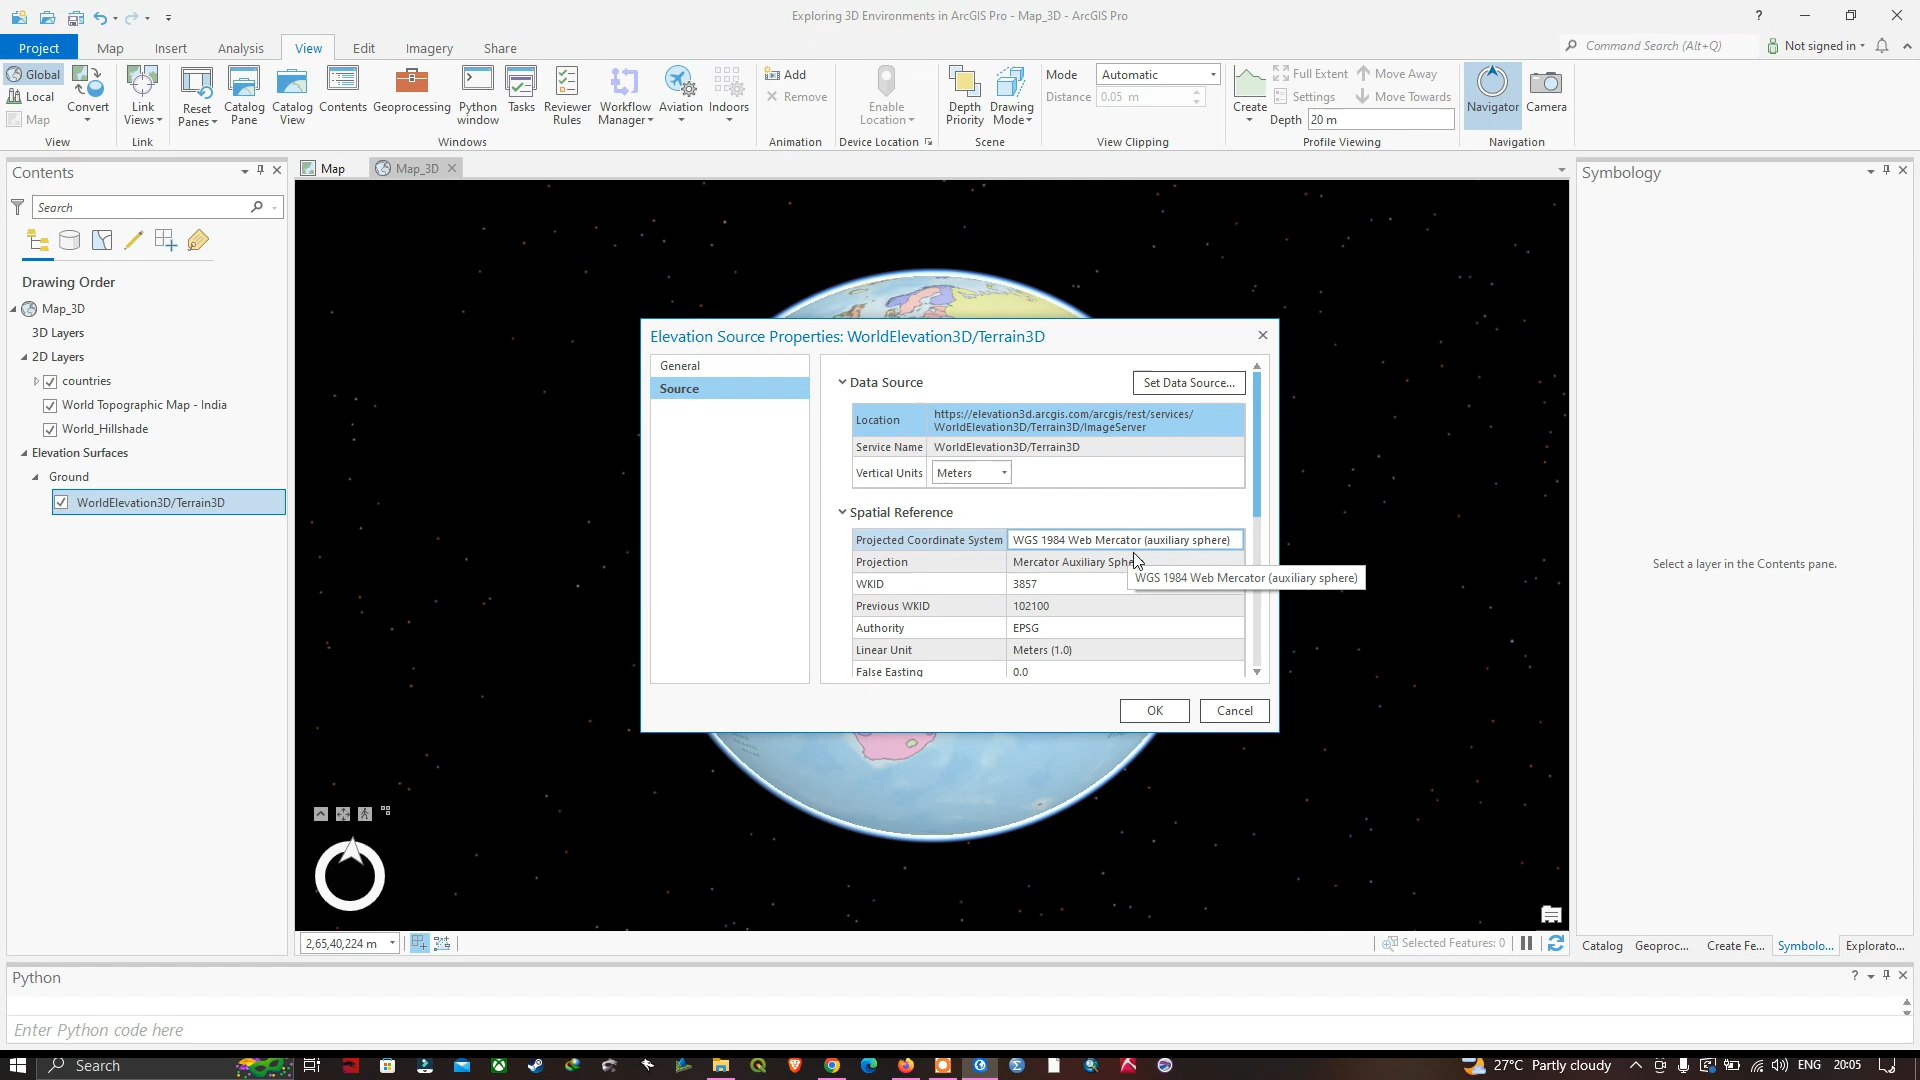 Exploring 3D Environments in ArcGIS Pro - Map_3D - ArcGIS Pro
?
Project Map Insert Analysis View Edit Imagery Share
Command Search (Alt+Q)
Not signed in
Global
Local
Map
Convert
View
Link
Views
Link
Reset
Panes
Catalog
Pane
Catalog
View
Contents
Geoprocessing
Python
window
Tasks
Reviewer
Rules
Workflow
Manager
Aviation
Indoors
Windows
Add
Remove
Animation
Enable
Location
Device Location
Depth
Priority
Drawing
Mode
Scene
Mode Automatic
Distance 0.05 m
View Clipping
Create
Full Extent
Move Away
Settings
Move Towards
Depth 20 m
Profile Viewing
Navigator
Camera
Navigation
Contents
Search
Drawing Order
Map_3D
3D Layers
2D Layers
countries
World Topographic Map - India
World_Hillshade
Elevation Surfaces
Ground
WorldElevation3D/Terrain3D
Map
Map_3D
Elevation Source Properties: WorldElevation3D/Terrain3D
General
Source
Data Source
Set Data Source...
Location https://elevation3d.arcgis.com/arcgis/rest/services/
WorldElevation3D/Terrain3D/ImageServer
Service Name WorldElevation3D/Terrain3D
Vertical Units Meters
Spatial Reference
Projected Coordinate System WGS 1984 Web Mercator (auxiliary sphere)
Projection Mercator Auxiliary Sphe
WGS 1984 Web Mercator (auxiliary sphere)
WKID 3857
Previous WKID 102100
Authority EPSG
Linear Unit Meters (1.0)
False Easting 0.0
OK Cancel
2,65,40,224 m
Selected Features: 0
Symbology
Select a layer in the Contents pane.
Catalog Geoproc... Create Fe... Symbolo... Explorato...
Python
?
Enter Python code here
Search
27°C Partly cloudy
ENG 20:05